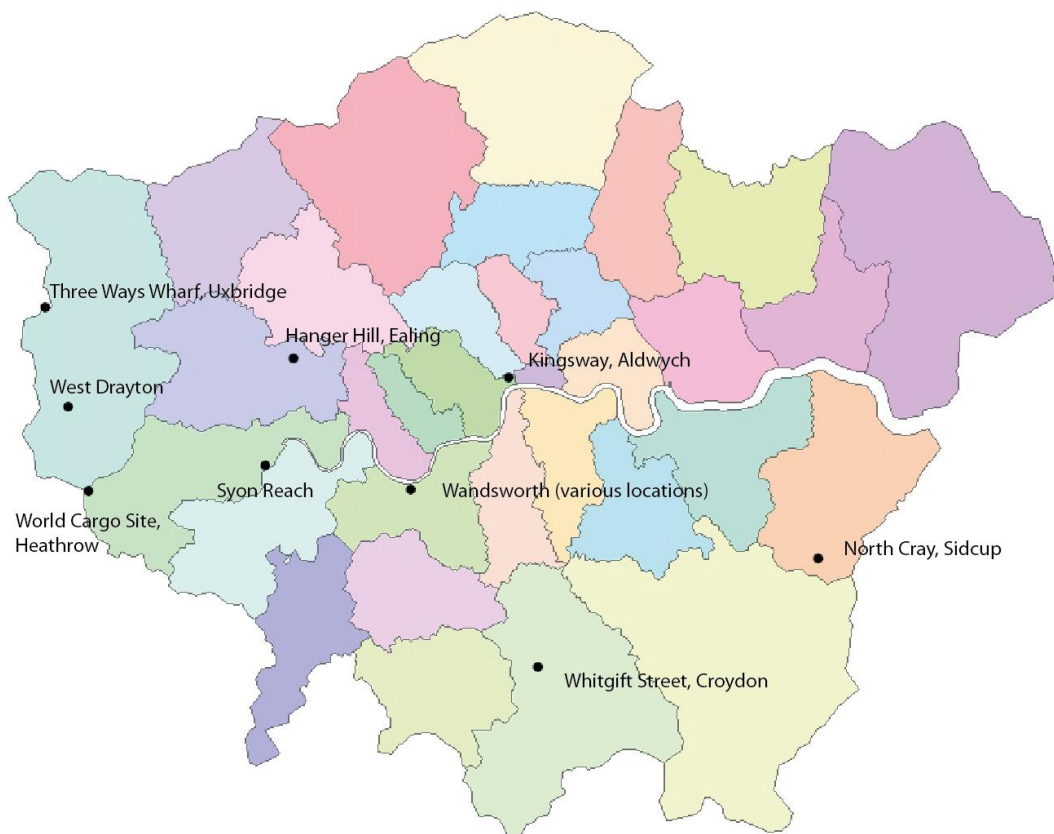 Three Ways Wharf, Uxbridge
Hanger Hill, Ealing
Kingsway, Aldwych
West Drayton
Syon Reach
Wandsworth (various locations)
World Cargo Site,
Heathrow
North Cray, Sidcup
Whitgift Street, Croydon